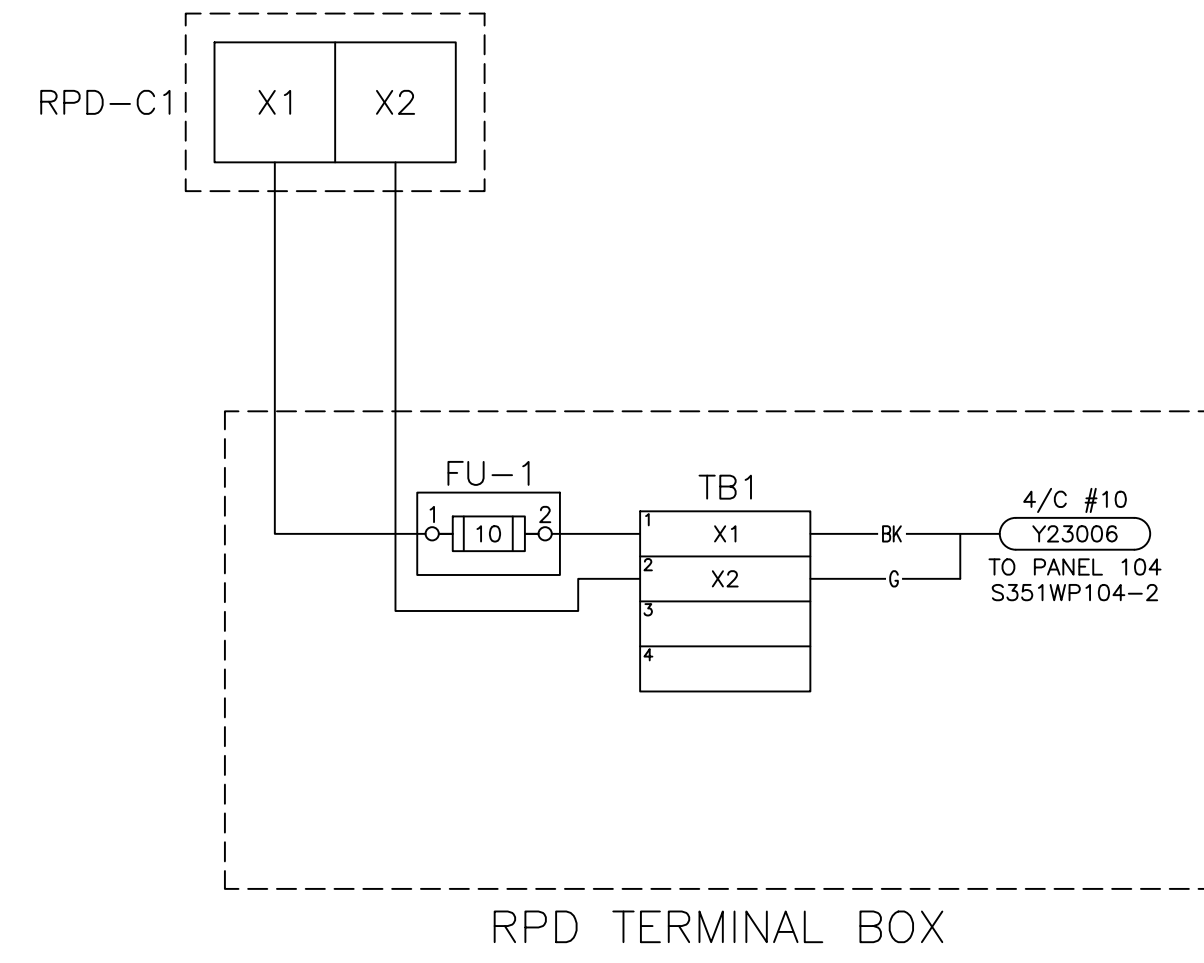 RPD-C1
X1
X2
FU-1
1
10
2
TB1
1
X1
2
X2
3
4
BK
G
4/C #10
Y23006
TO PANEL 104
S351WP104-2
RPD TERMINAL BOX